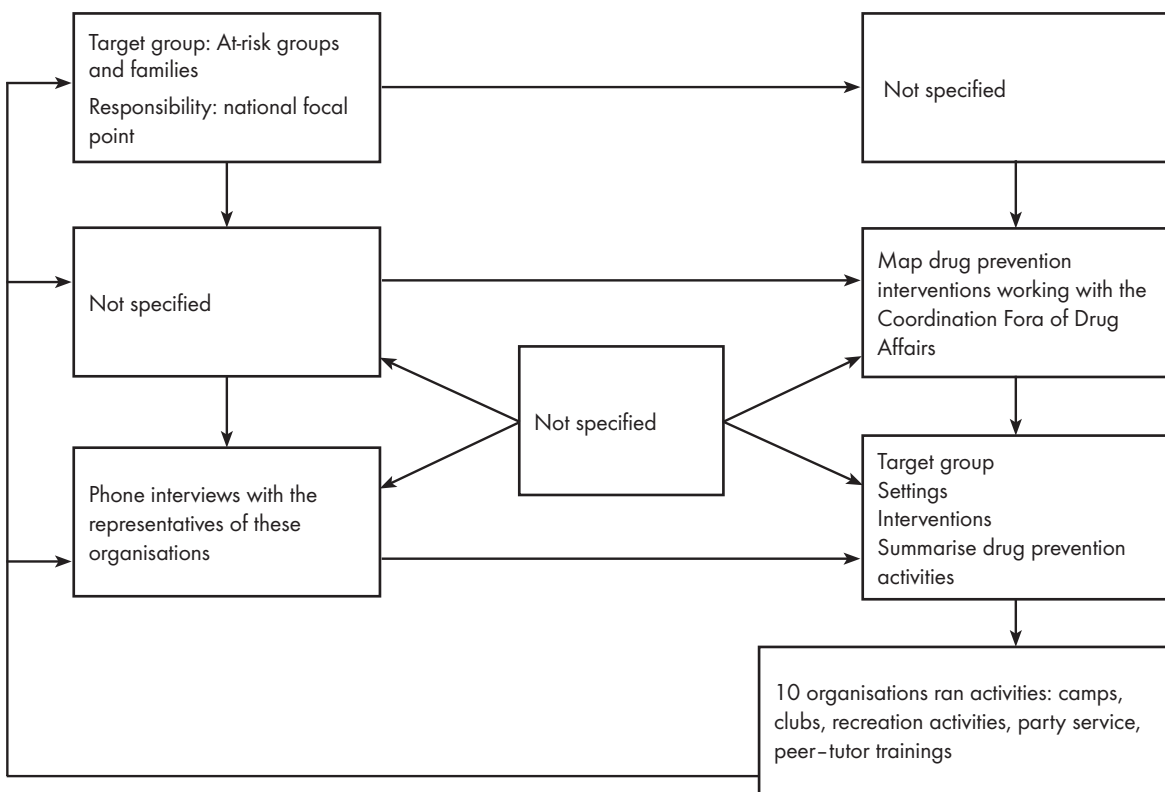 Target group: At-risk groups
and families
Responsibility: national focal
point
Not specified
Not specified
Map drug prevention
interventions working with the
Coordination Fora of Drug
Affairs
Not specified
Phone interviews with the
representatives of these
organisations
Target group
Settings
Interventions
Summarise drug prevention
activities
10 organisations ran activities: camps,
clubs, recreation activities, party service,
peer–tutor trainings